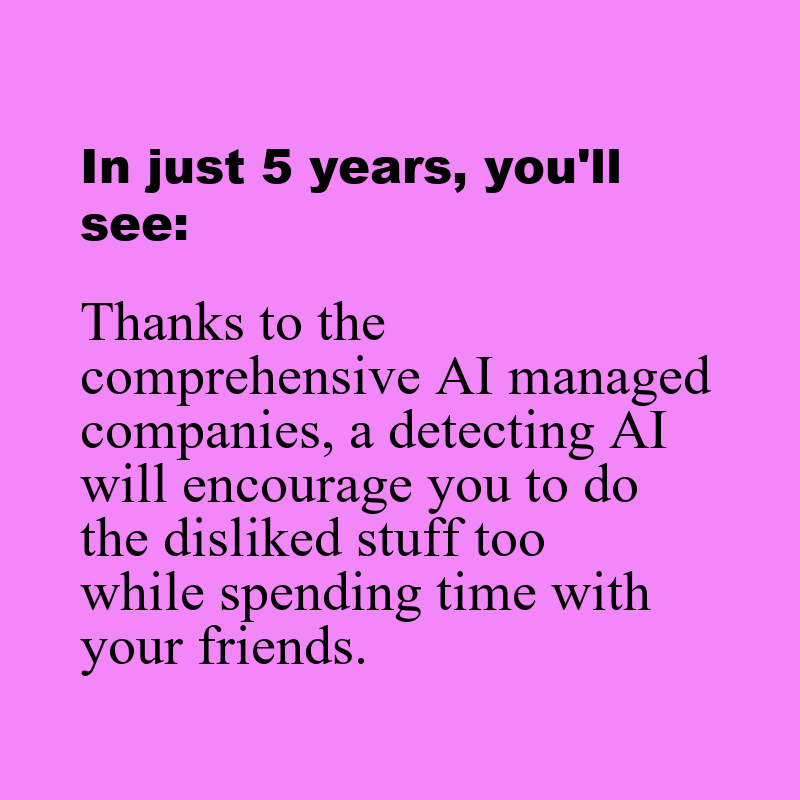 In just 5 years, you'll
see:
Thanks to the
comprehensive AI managed
companies, a detecting AI
will encourage you to do
the disliked stuff too
while spending time with
your friends.